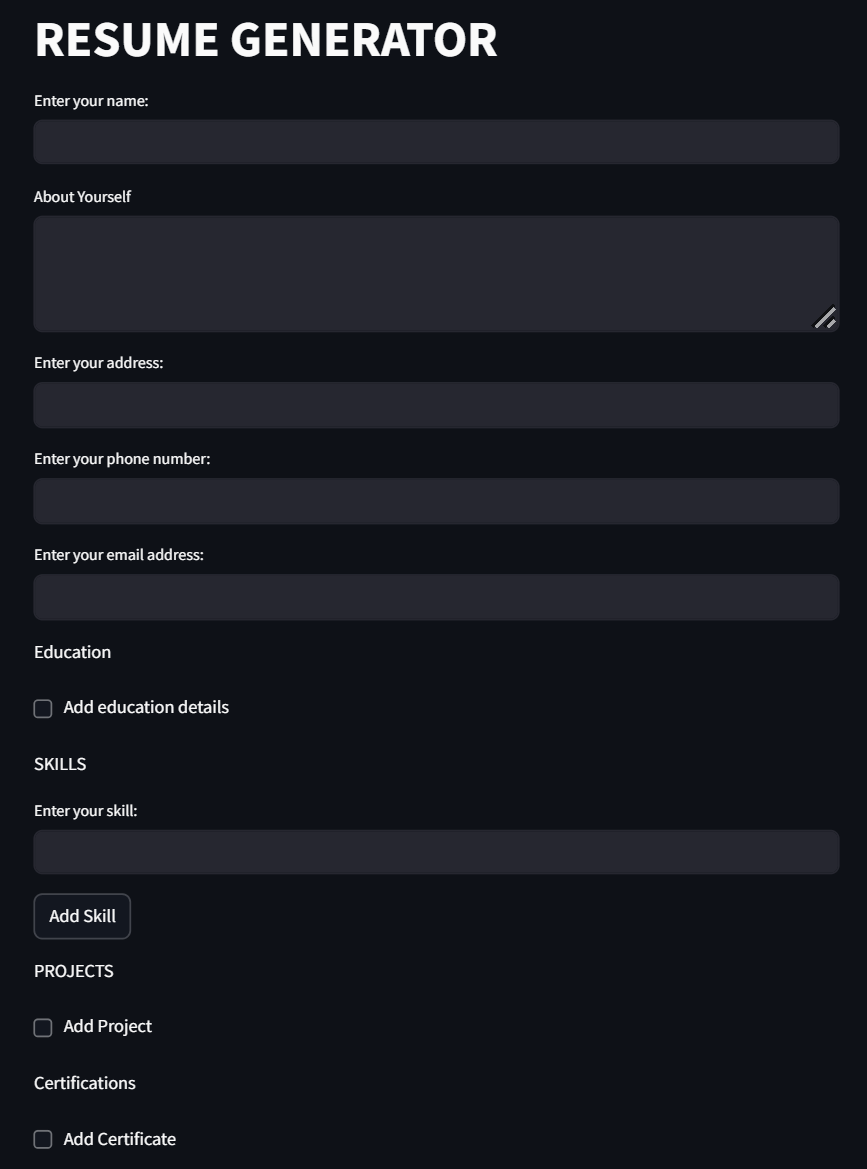 RESUME GENERATOR
Enter your name:
About Yourself
Enter your address:
Enter your phone number:
Enter your email address:
Education
Add education details
SKILLS
Enter your skill:
Add Skill
PROJECTS
Add Project
Certifications
Add Certificate